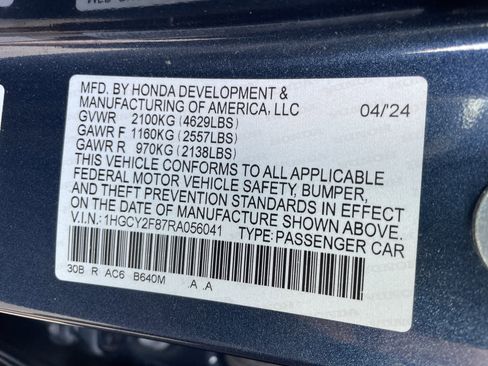 MFD. BY HONDA DEVELOPMENT &
MANUFACTURING OF AMERICA, LLC 04/'24
GVWR 2100KG (4629LBS)
GAWR F 1160KG (2557LBS)
GAWR R 970KG (2138LBS)
THIS VEHICLE CONFORMS TO ALL APPLICABLE
FEDERAL MOTOR VEHICLE SAFETY, BUMPER,
AND THEFT PREVENTION STANDARDS IN EFFECT
ON THE DATE OF MANUFACTURE SHOWN ABOVE.
V.I.N.: 1HGCY2F87RA056041 TYPE: PASSENGER CAR
30B R AC6 B640M .A .A